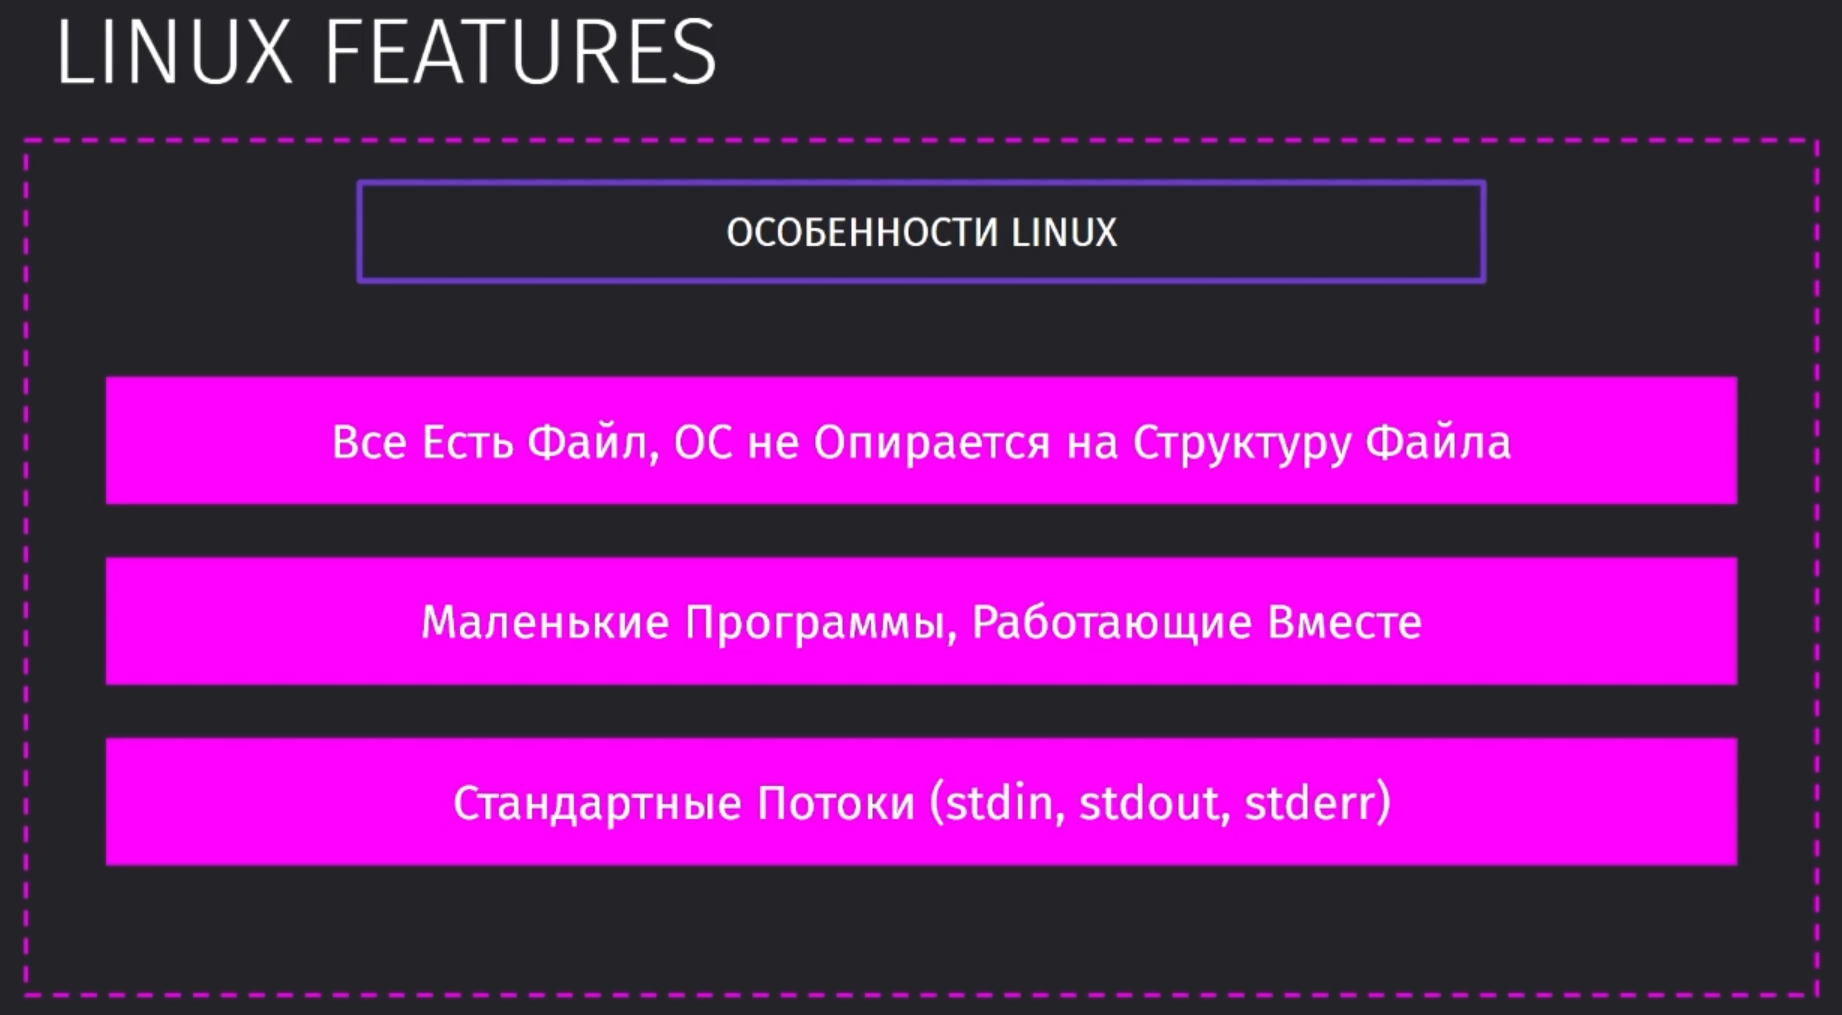 LINUX FEATURES
ОСОБЕННОСТИ LINUX
Все Есть Файл, ОС не Опирается на Структуру Файла
Маленькие Программы, Работающие Вместе
Стандартные Потоки (stdin, stdout, stderr)